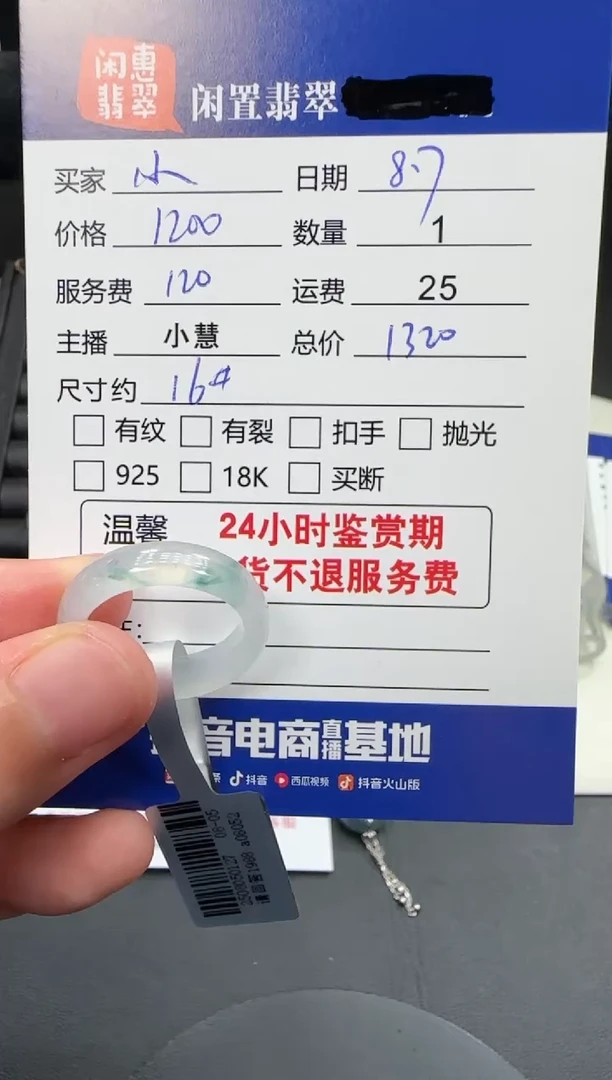 闲惠
翡翠
闲置翡翠
买家 小 日期 8.7
价格 1200 数量 1
服务费 120 运费 25
主播 小慧 总价 1320
尺寸约 16#
有纹 有裂 扣手 抛光
925 18K 买断
温馨 24小时鉴赏期
货不退服务费
音电商直播基地
条 抖音 西瓜视频 抖音火山版